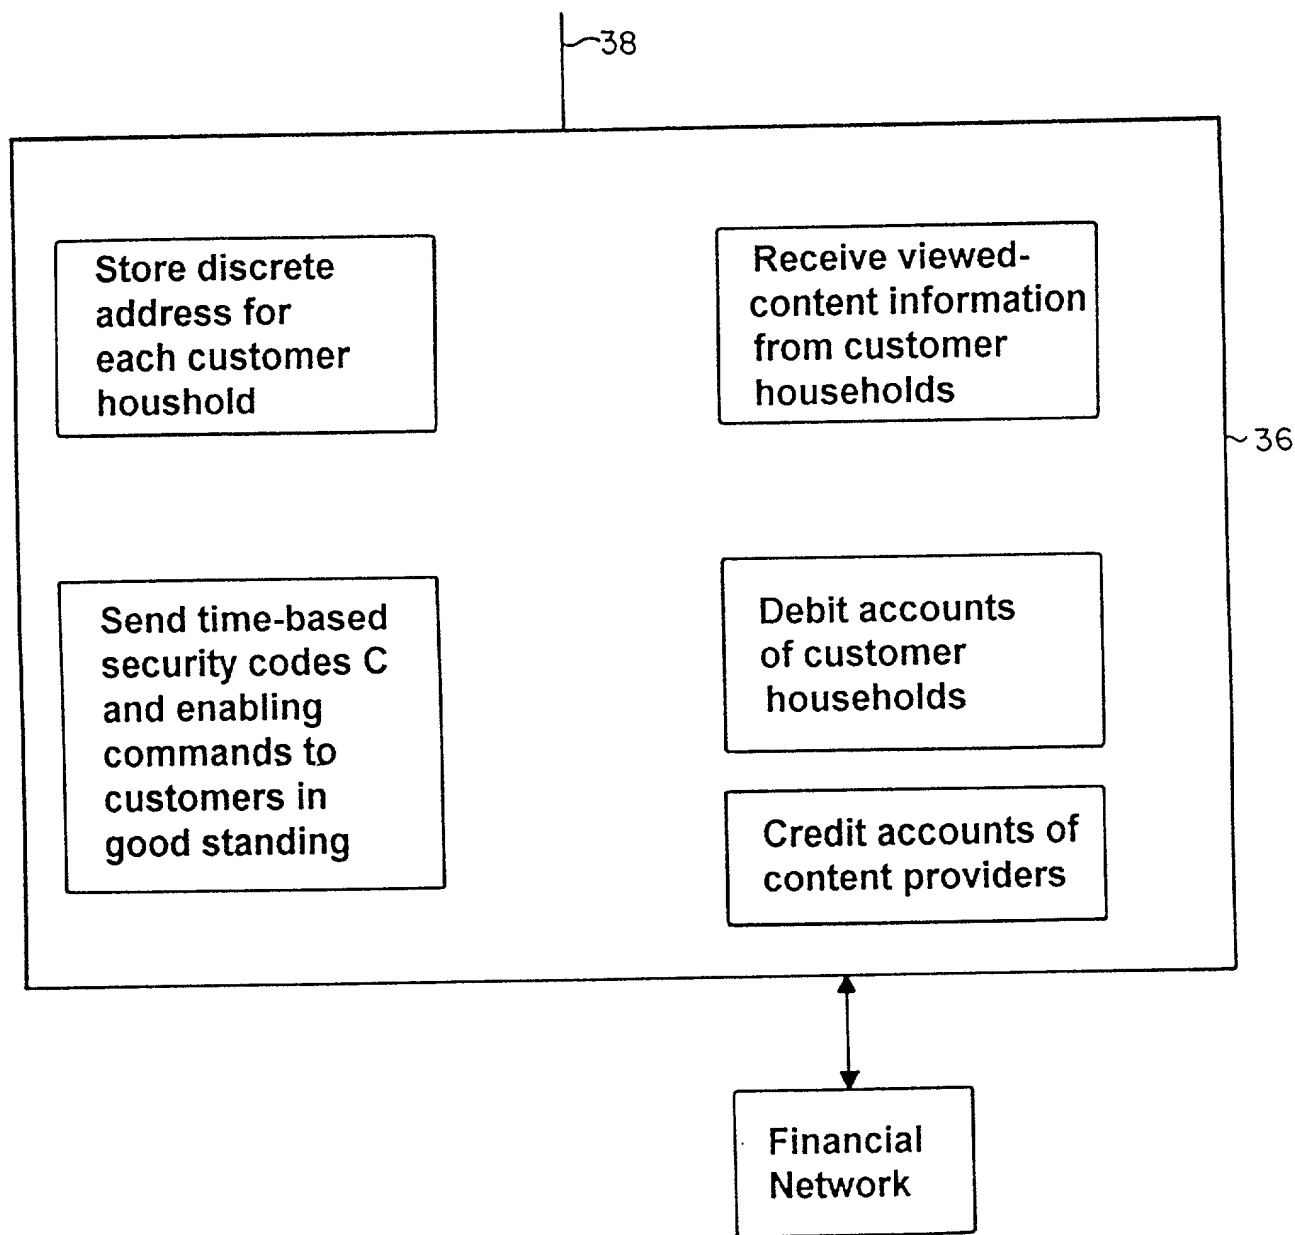 38
Store discrete
address for
each customer
houshold
Receive viewed-
content information
from customer
households
36
Send time-based
security codes C
and enabling
commands to
customers in
good standing
Debit accounts
of customer
households
Credit accounts of
content providers
Financial
Network